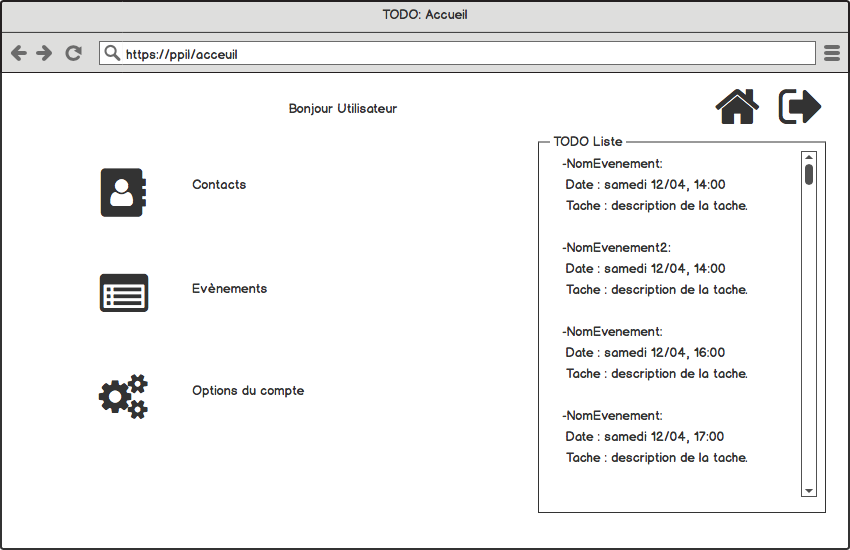 TODO: Accueil
https://ppil/acceuil
Bonjour Utilisateur
Contacts
Evènements
Options du compte
TODO Liste
-NomEvenement:
Date : samedi 12/04, 14:00
Tache : description de la tache.
-NomEvenement2:
Date : samedi 12/04, 14:00
Tache : description de la tache.
-NomEvenement:
Date : samedi 12/04, 16:00
Tache : description de la tache.
-NomEvenement:
Date : samedi 12/04, 17:00
Tache : description de la tache.